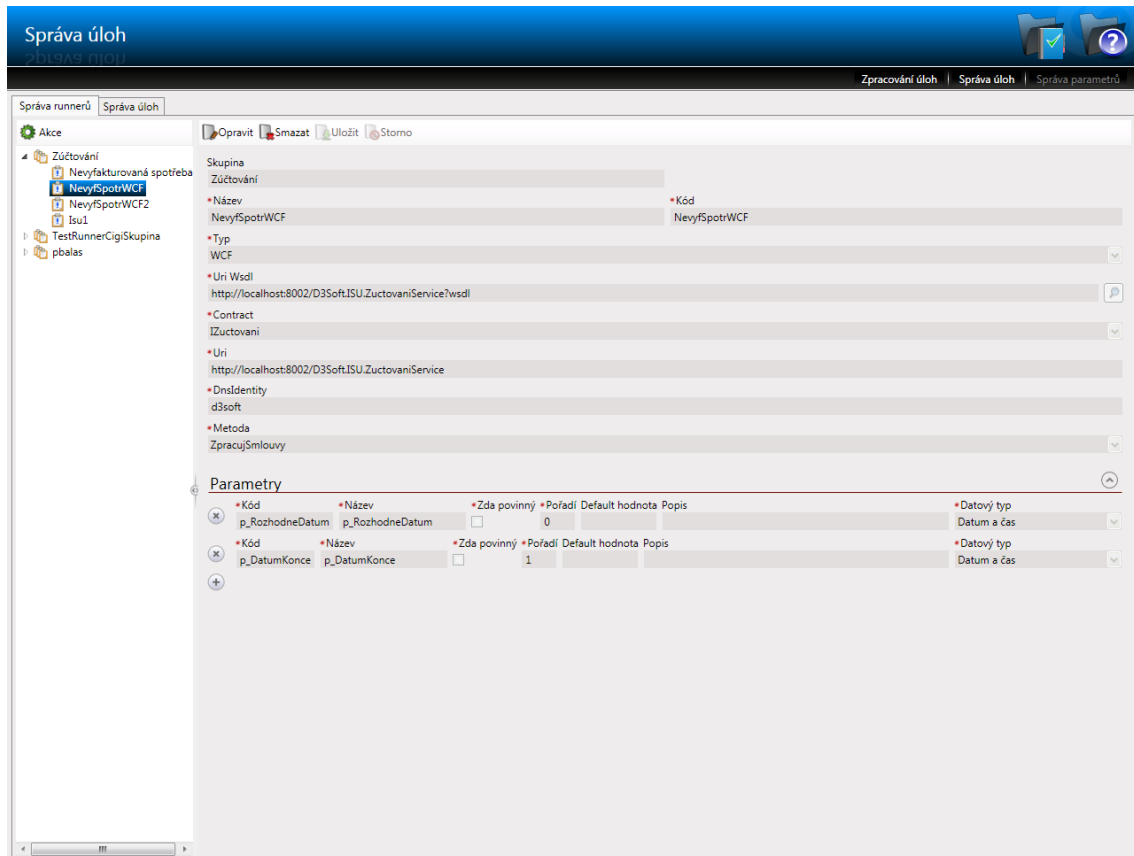 Správa úloh
Zpracování úloh | Správa úloh | Správa parametrů
Správa runnerů Správa úloh
Akce
Opravit Smazat Uložit Storno
Zúčtování
Nevyfakturovaná spotřeba
NevyfSpotrWCF
NevyfSpotrWCF2
Isu1
TestRunnerCigiSkupina
pbalas
Skupina
Zúčtování
*Název *Kód
NevyfSpotrWCF NevyfSpotrWCF
*Typ
WCF
*Uri Wsdl
http://localhost:8002/D3Soft.ISU.ZuctovaniService?wsdl
*Contract
IZuctovani
*Uri
http://localhost:8002/D3Soft.ISU.ZuctovaniService
*DnsIdentity
d3soft
*Metoda
ZpracujSmlouvy
Parametry
*Kód *Název *Zda povinný *Pořadí Default hodnota Popis *Datový typ
p_RozhodneDatum p_RozhodneDatum 0 Datum a čas
*Kód *Název *Zda povinný *Pořadí Default hodnota Popis *Datový typ
p_DatumKonce p_DatumKonce 1 Datum a čas